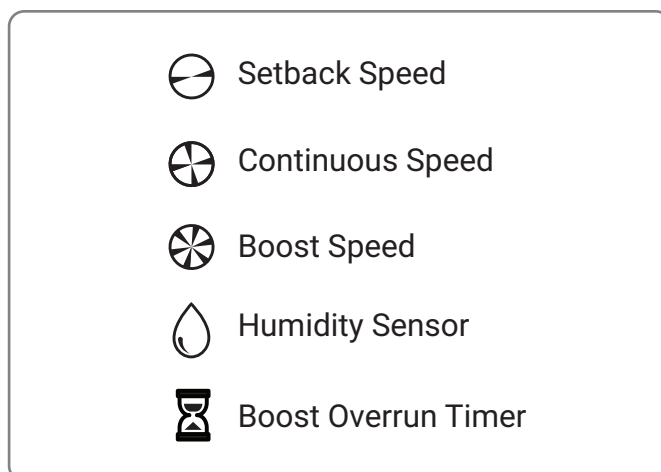 Setback Speed
Continuous Speed
Boost Speed
Humidity Sensor
Boost Overrun Timer